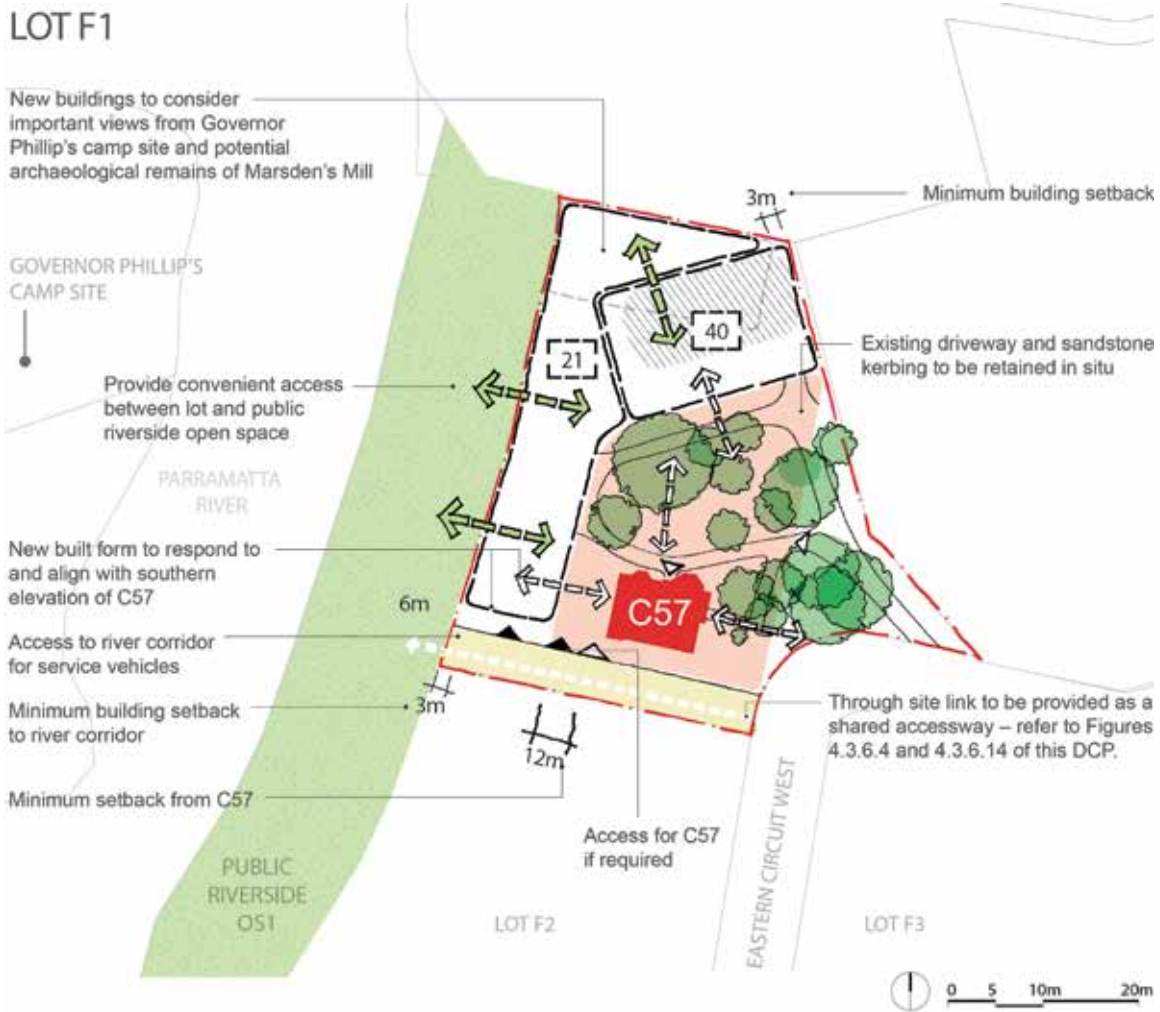 LOT F1
New buildings to consider
important views from Governor
Phillip's camp site and potential
archaeological remains of Marsden's Mill
3m
Minimum building setback
GOVERNOR PHILLIP'S
CAMP SITE
40
21
Existing driveway and sandstone
kerbing to be retained in situ
Provide convenient access
between lot and public
riverside open space
PARRAMATTA
RIVER
New built form to respond to
and align with southern
elevation of C57
6m
C57
Access to river corridor
for service vehicles
Minimum building setback
to river corridor
3m
Through site link to be provided as a
shared accessway – refer to Figures
4.3.6.4 and 4.3.6.14 of this DCP.
12m
Minimum setback from C57
Access for C57
if required
PUBLIC
RIVERSIDE
OS1
LOT F2
EASTERN CIRCUIT WEST
LOT F3
0 5 10m 20m